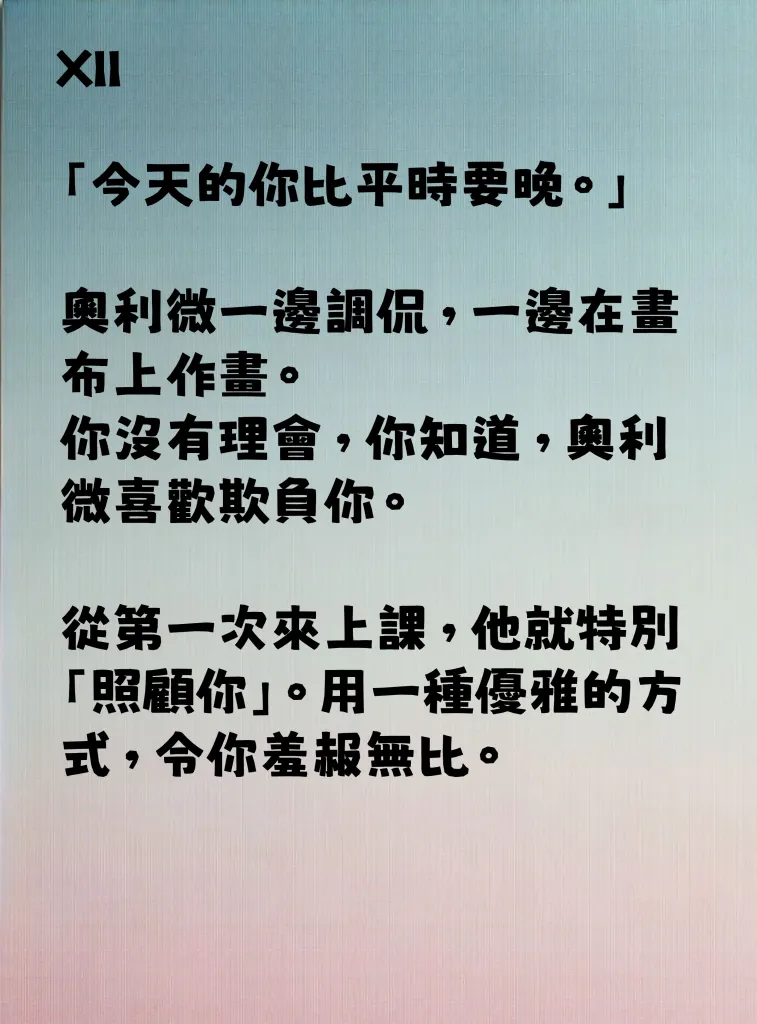 XII
「今天的你比平時要晚。」
奧利微一邊調侃，一邊在畫
布上作畫。
你沒有理會，你知道，奧利
微喜歡欺負你。
從第一次來上課，他就特別
「照顧你」。用一種優雅的方
式，令你羞赧無比。